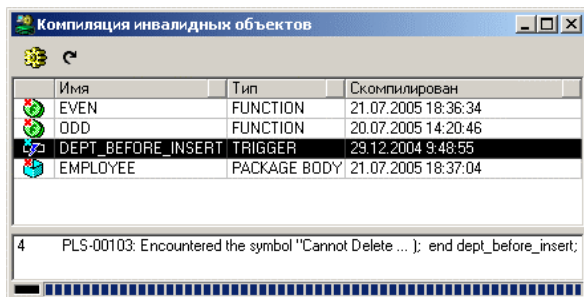 Компиляция инвалидных объектов
Имя Тип Скомпилирован
EVEN FUNCTION 21.07.2005 18:36:34
ODD FUNCTION 20.07.2005 14:20:46
DEPT_BEFORE_INSERT TRIGGER 29.12.2004 9:48:55
EMPLOYEE PACKAGE BODY 21.07.2005 18:37:04
4 PLS-00103: Encountered the symbol "Cannot Delete ... ); end dept_before_insert;